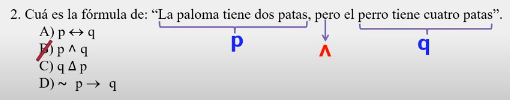 2. Cuá es la fórmula de: “La paloma tiene dos patas, pero el perro tiene cuatro patas”.
A) p ↔ q
B) p ∧ q
C) q Δ p
D) ~ p → q
p ∧ q